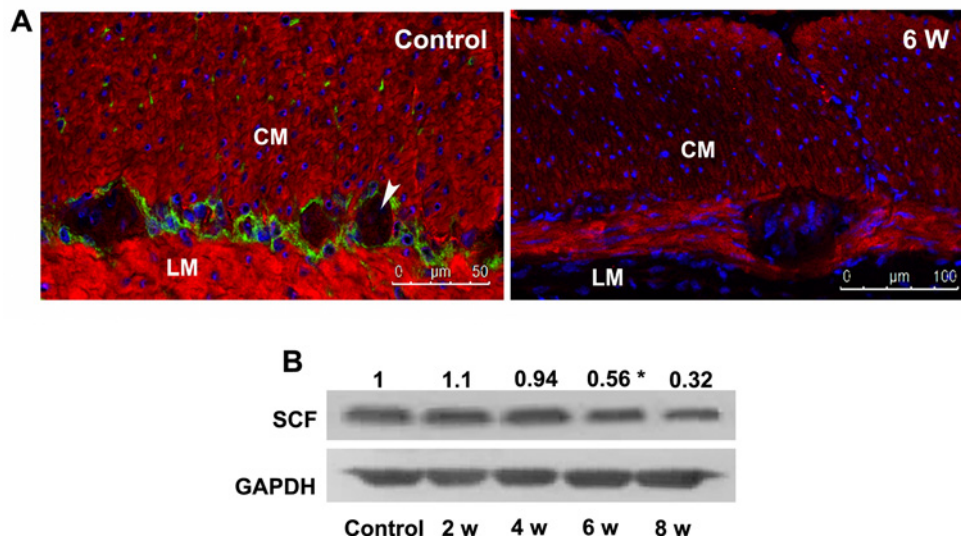 A
Control
CM
LM
0 µm 50
6 W
CM
LM
0 µm 100
B
1 1.1 0.94 0.56 * 0.32
SCF
GAPDH
Control 2 w 4 w 6 w 8 w